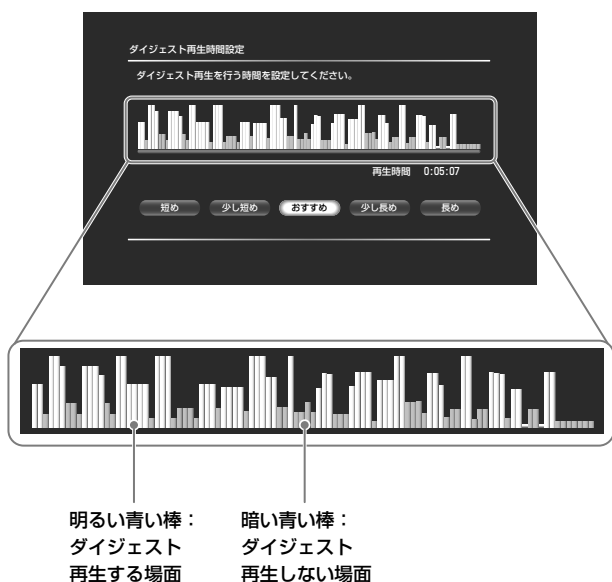 ダイジェスト再生時間設定
ダイジェスト再生を行う時間を設定してください。
再生時間 0:05:07
短め 少し短め おすすめ 少し長め 長め
明るい青い棒：
ダイジェスト
再生する場面
暗い青い棒：
ダイジェスト
再生しない場面